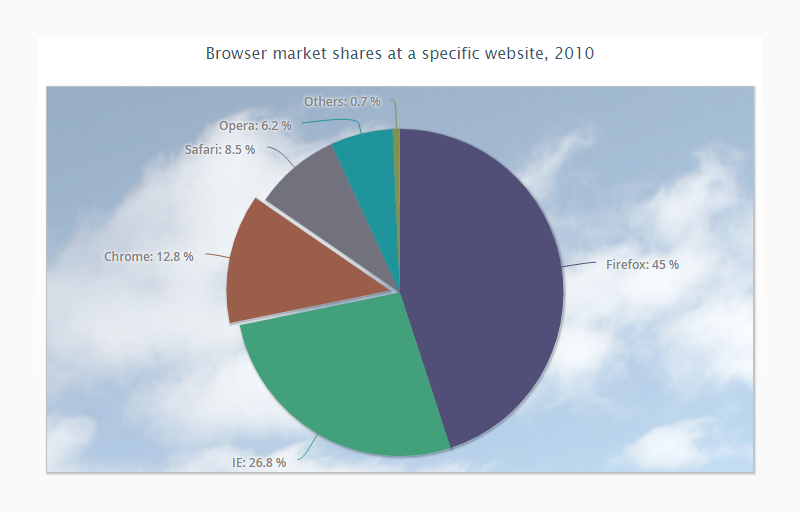 Browser market shares at a specific website, 2010
Others: 0.7 %
Opera: 6.2 %
Safari: 8.5 %
Chrome: 12.8 %
Firefox: 45 %
IE: 26.8 %